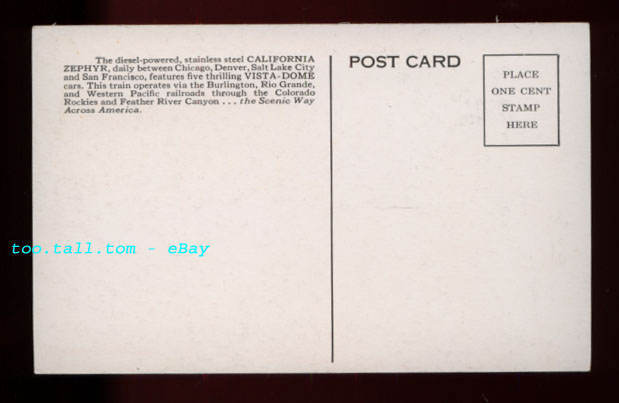 The diesel-powered, stainless steel CALIFORNIA
ZEPHYR, daily between Chicago, Denver, Salt Lake City
and San Francisco, features five thrilling VISTA-DOME
cars. This train operates via the Burlington, Rio Grande,
and Western Pacific railroads through the Colorado
Rockies and Feather River Canyon . . . the Scenic Way
Across America.
POST CARD
PLACE
ONE CENT
STAMP
HERE
too.tall.tom - eBay